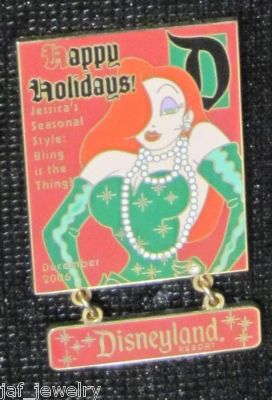 Happy
D
Holidays!
Jessica's
Seasonal
Style:
Bling
is the
Thing!
December
2006
Disneyland
RESORT
jaf_jewelry